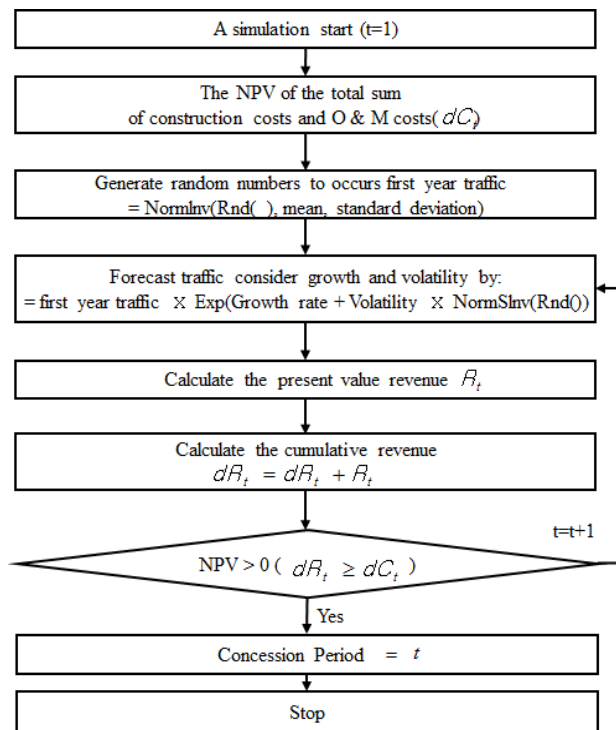 A simulation start (t=1)
The NPV of the total sum
of construction costs and O & M costs( dCₜ)
Generate random numbers to occurs first year traffic
= NormInv(Rnd( ), mean, standard deviation)
Forecast traffic consider growth and volatility by:
= first year traffic X Exp(Growth rate + Volatility X NormSInv(Rnd())
Calculate the present value revenue Rₜ
Calculate the cumulative revenue
dRₜ = dRₜ + Rₜ
t=t+1
NPV > 0 ( dRₜ ≥ dCₜ )
Yes
Concession Period = t
Stop